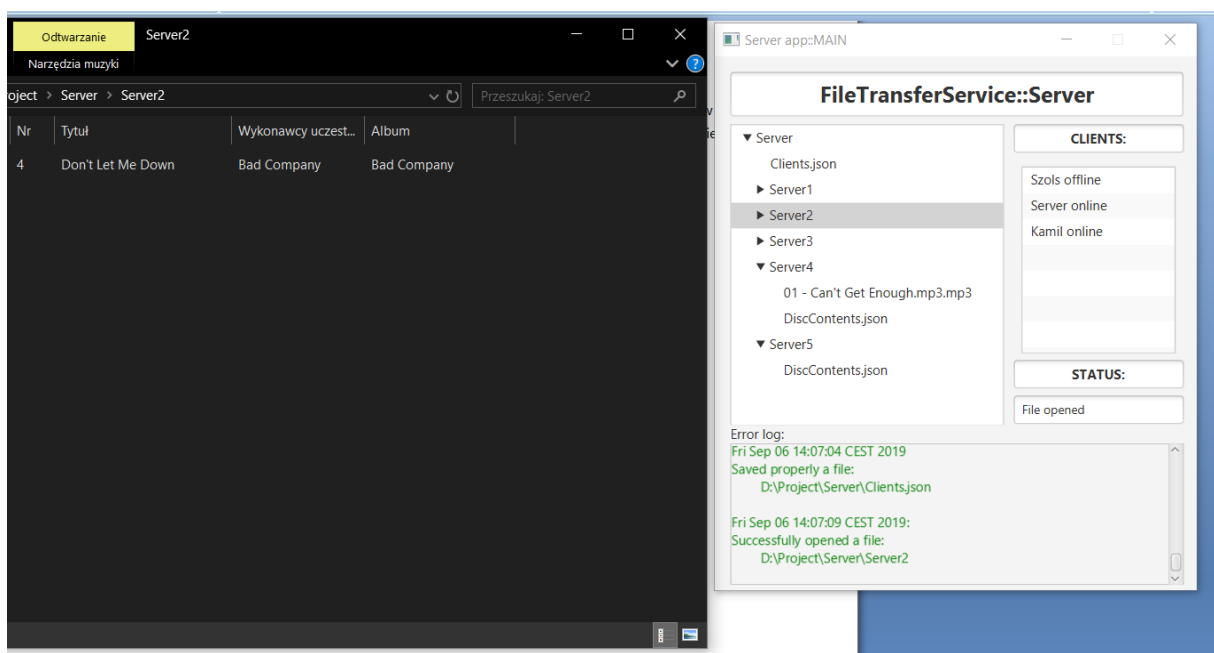 Odtwarzanie
Server2
Narzędzia muzyki
oject > Server > Server2
Przeszukaj: Server2
Nr Tytuł Wykonawcy uczest... Album
4 Don't Let Me Down Bad Company Bad Company
Server app::MAIN
FileTransferService::Server
Server
Clients.json
Server1
Server2
Server3
Server4
01 - Can't Get Enough.mp3.mp3
DiscContents.json
Server5
DiscContents.json
CLIENTS:
Szols offline
Server online
Kamil online
STATUS:
File opened
Error log:
Fri Sep 06 14:07:04 CEST 2019
Saved properly a file:
D:\Project\Server\Clients.json
Fri Sep 06 14:07:09 CEST 2019:
Successfully opened a file:
D:\Project\Server\Server2